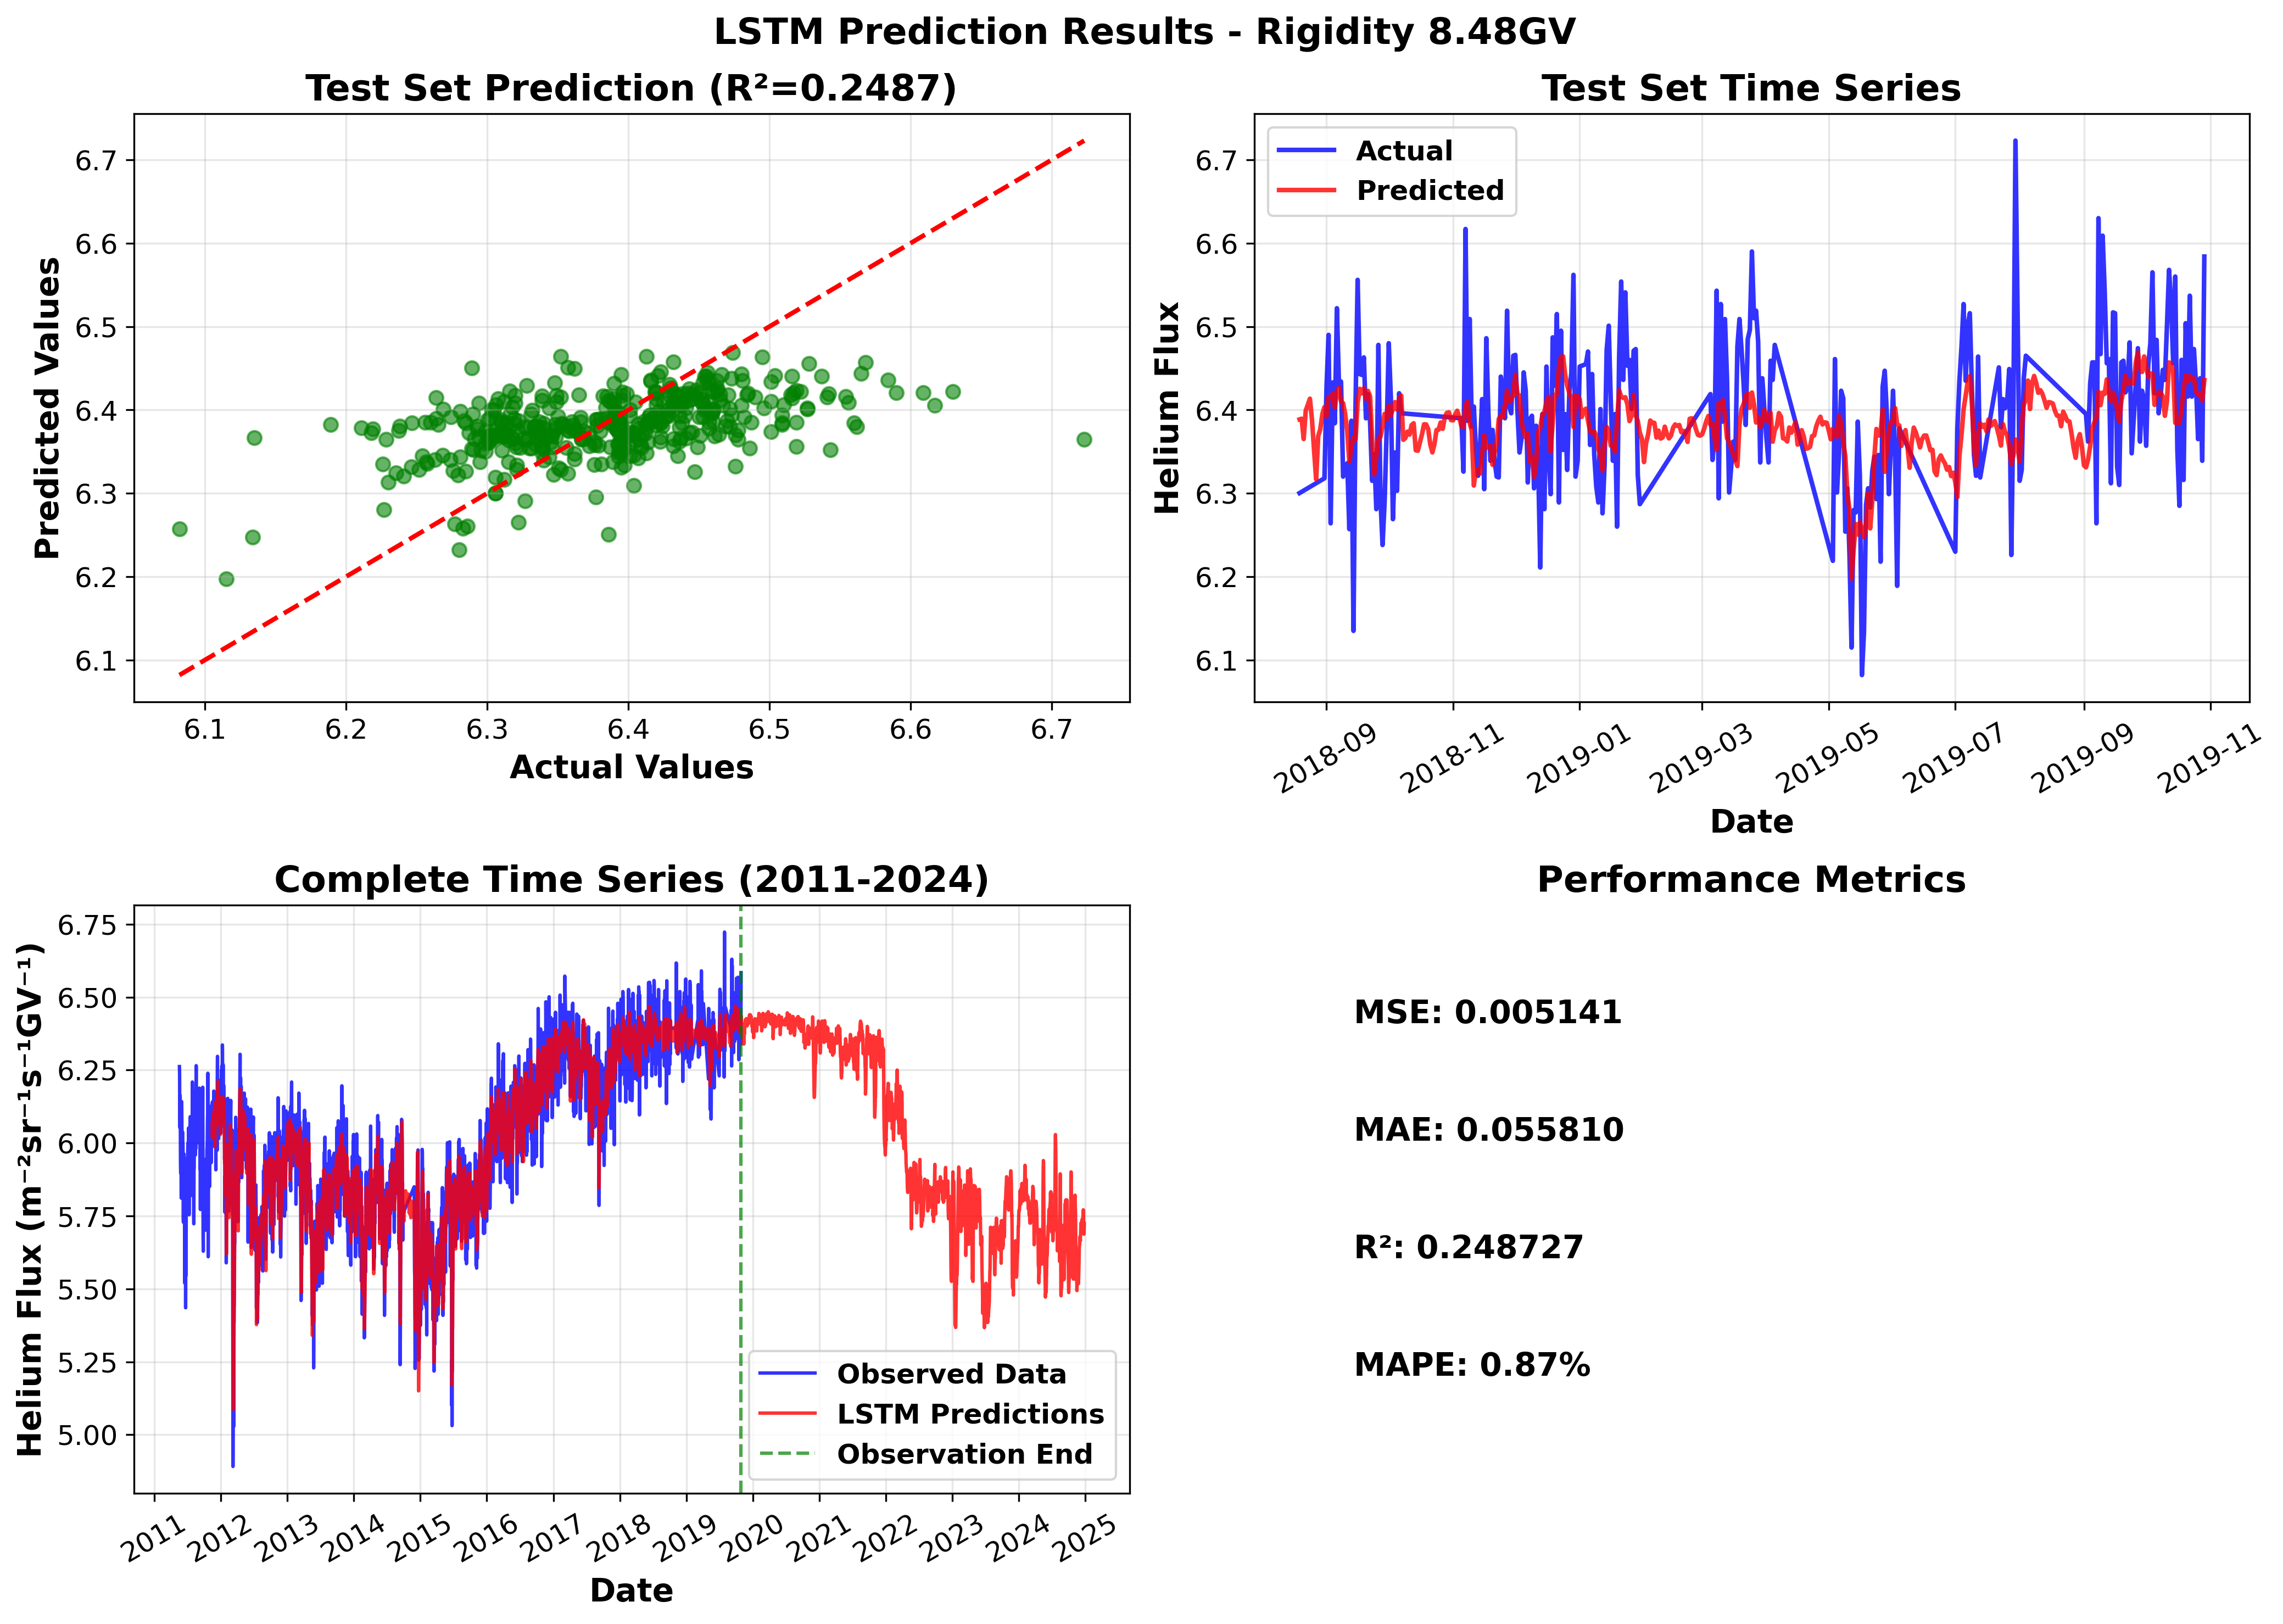 LSTM Prediction Results - Rigidity 8.48GV
Test Set Prediction (R²=0.2487)
Predicted Values
6.7
6.6
6.5
6.4
6.3
6.2
6.1
6.1 6.2 6.3 6.4 6.5 6.6 6.7
Actual Values
Test Set Time Series
Actual
Predicted
Helium Flux
6.7
6.6
6.5
6.4
6.3
6.2
6.1
2018-09 2018-11 2019-01 2019-03 2019-05 2019-07 2019-09 2019-11
Date
Complete Time Series (2011-2024)
Helium Flux (m⁻²sr⁻¹s⁻¹GV⁻¹)
6.75
6.50
6.25
6.00
5.75
5.50
5.25
5.00
Observed Data
LSTM Predictions
Observation End
2011 2012 2013 2014 2015 2016 2017 2018 2019 2020 2021 2022 2023 2024 2025
Date
Performance Metrics
MSE: 0.005141
MAE: 0.055810
R²: 0.248727
MAPE: 0.87%